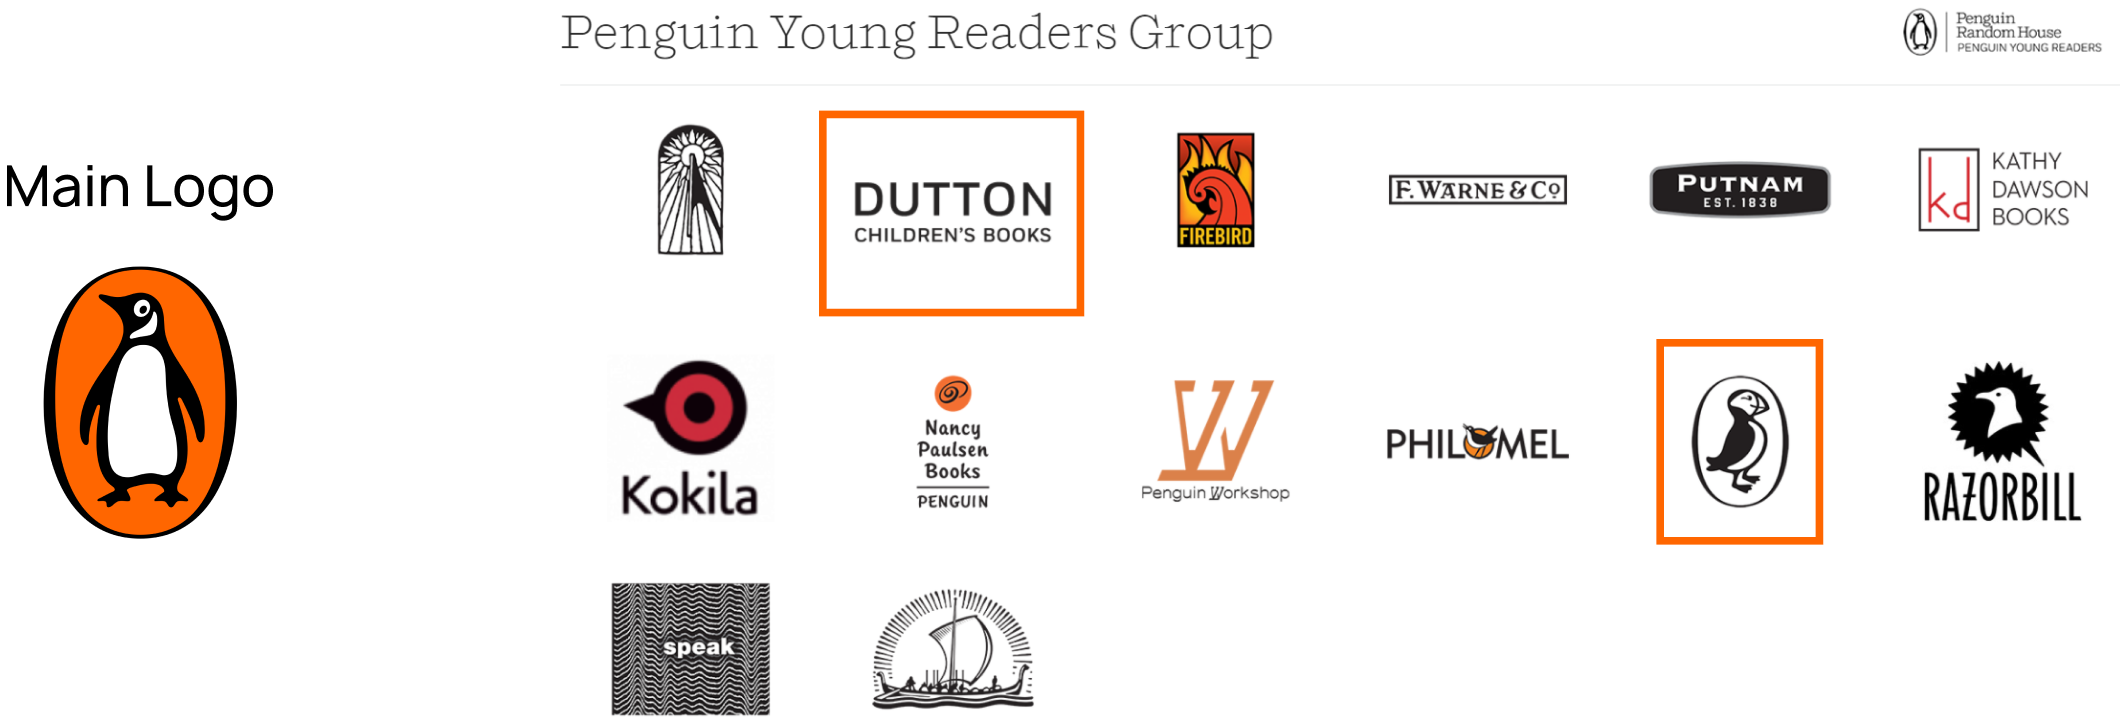 Penguin Young Readers Group
Penguin
Random House
PENGUIN YOUNG READERS
Main Logo
DUTTON
CHILDREN'S BOOKS
FIREBIRD
F. WARNE & Cº
PUTNAM
EST. 1838
kd
KATHY
DAWSON
BOOKS
Kokila
Nancy
Paulsen
Books
PENGUIN
W
Penguin Workshop
PHILOMEL
RAZORBILL
speak